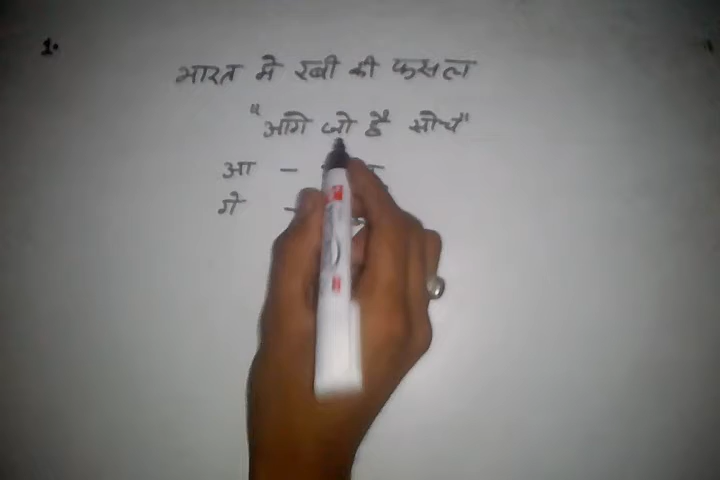 1.
भारत मे रबी की फसल
"आगे जो है सोचे"
आ -
गे -